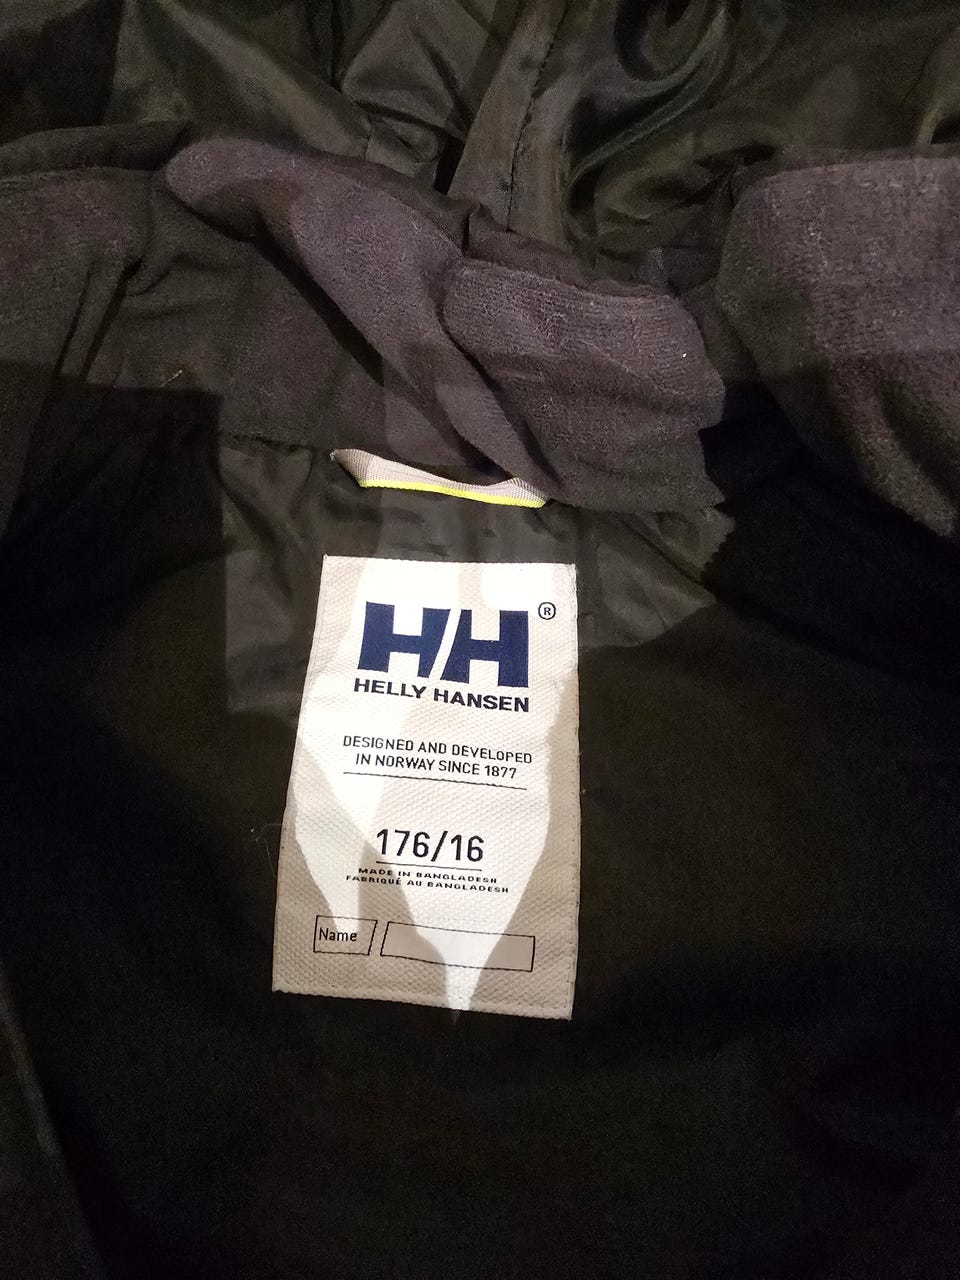 HH®
HELLY HANSEN
DESIGNED AND DEVELOPED
IN NORWAY SINCE 1877
176/16
MADE IN BANGLADESH
FABRIQUÉ AU BANGLADESH
Name